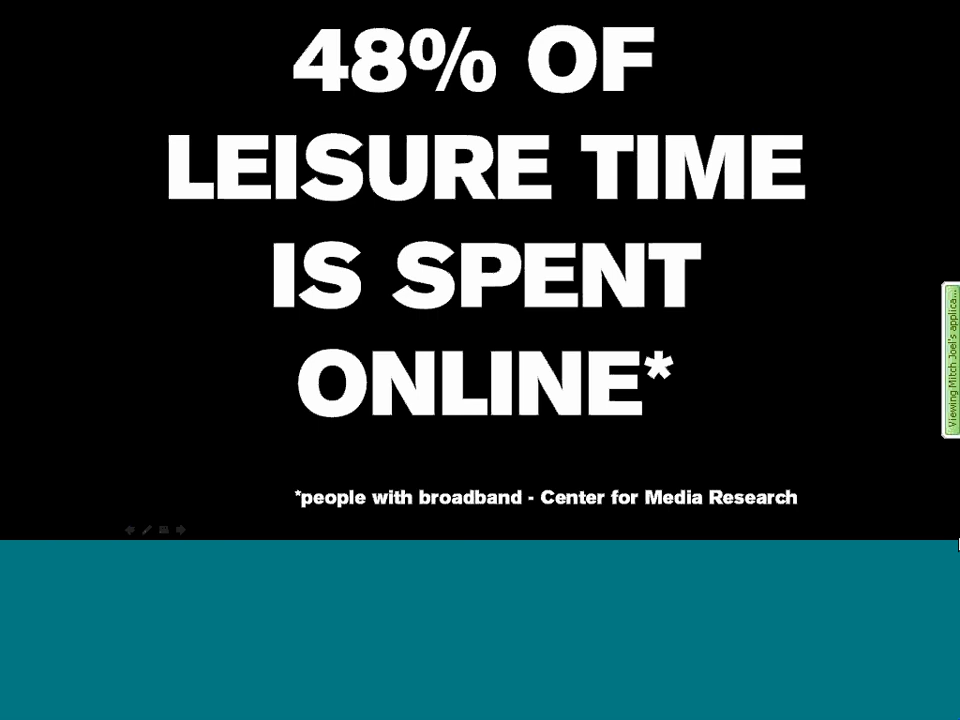 48% OF
LEISURE TIME
IS SPENT
ONLINE*
*people with broadband - Center for Media Research
Viewing Mitch Joel's applica...